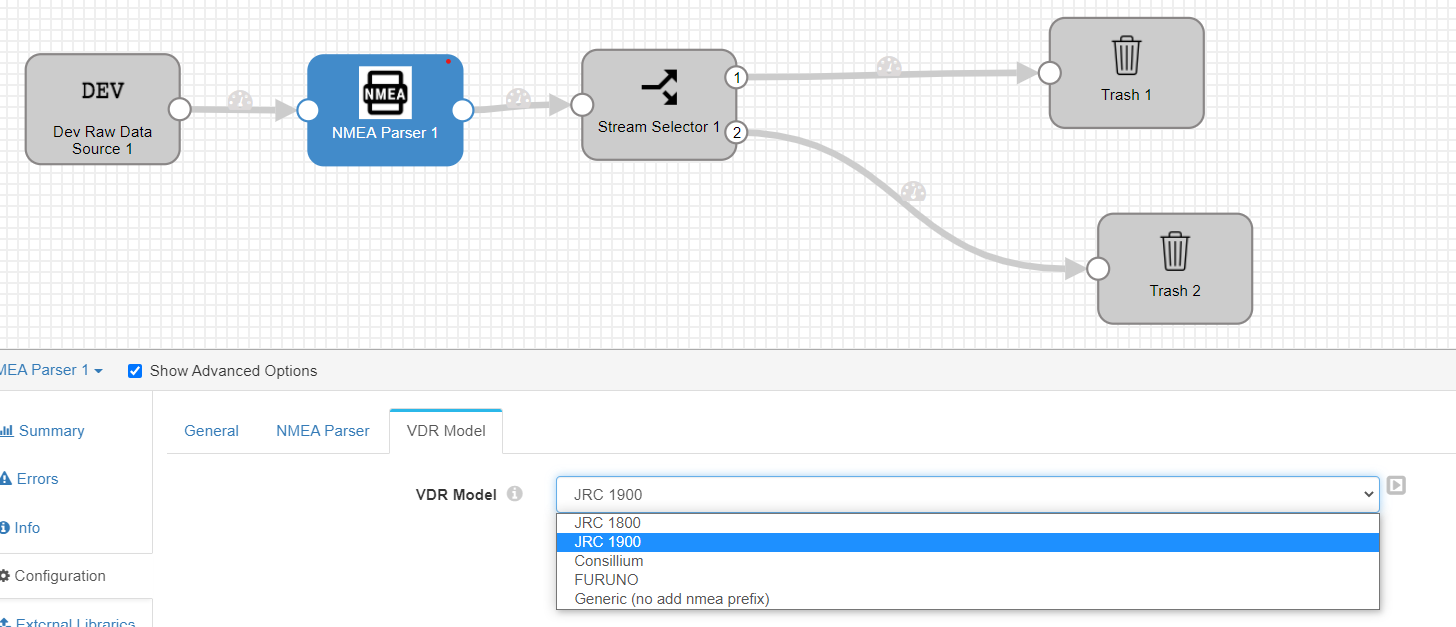 DEV
Dev Raw Data
Source 1
NMEA
NMEA Parser 1
Stream Selector 1
1
2
Trash 1
Trash 2
MEA Parser 1
Show Advanced Options
Summary
Errors
Info
Configuration
External Libraries
General
NMEA Parser
VDR Model
VDR Model
JRC 1900
JRC 1800
JRC 1900
Consillium
FURUNO
Generic (no add nmea prefix)